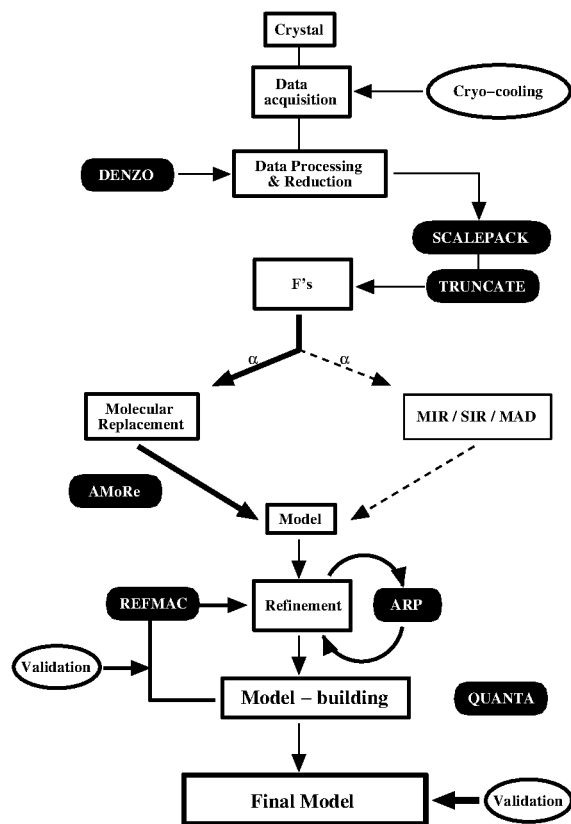 Crystal
Data
acquisition
Cryo-cooling
DENZO
Data Processing
& Reduction
SCALEPACK
TRUNCATE
F's
α
α
Molecular
Replacement
MIR / SIR / MAD
AMoRe
Model
REFMAC
Refinement
ARP
Validation
Model - building
QUANTA
Final Model
Validation